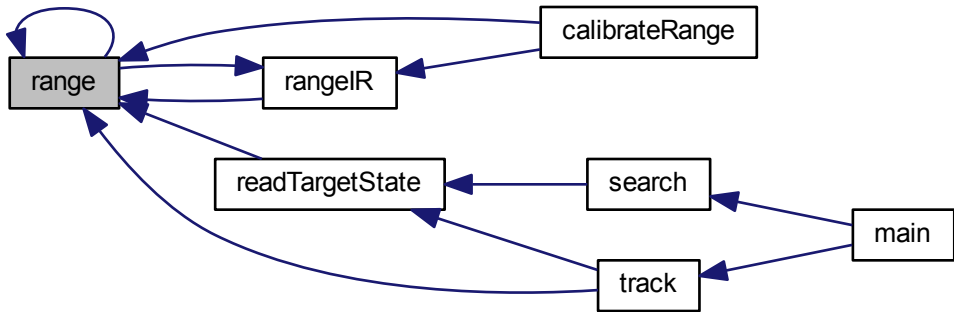 calibrateRange
range
rangeIR
readTargetState
search
main
track